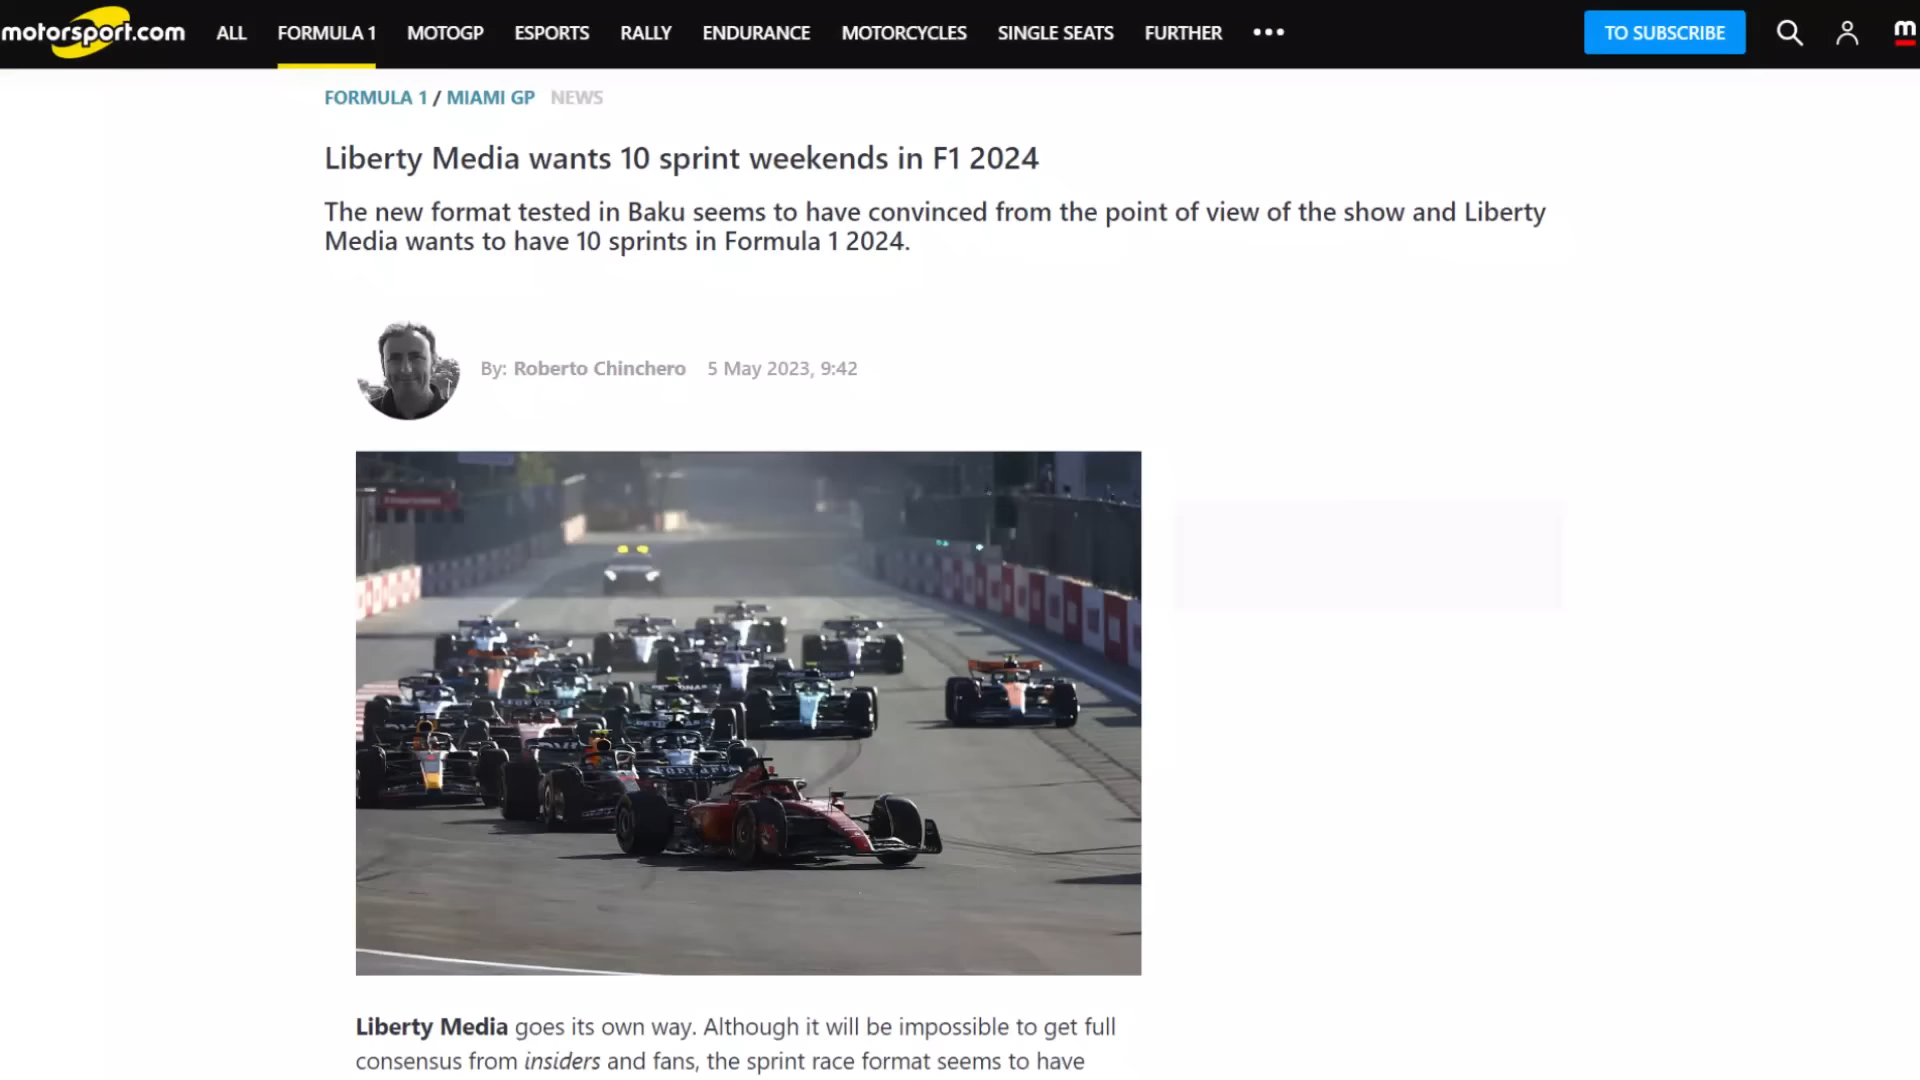 motorsport.com ALL FORMULA 1 MOTOGP ESPORTS RALLY ENDURANCE MOTORCYCLES SINGLE SEATS FURTHER ••• TO SUBSCRIBE m
FORMULA 1 / MIAMI GP NEWS
Liberty Media wants 10 sprint weekends in F1 2024
The new format tested in Baku seems to have convinced from the point of view of the show and Liberty
Media wants to have 10 sprints in Formula 1 2024.
By: Roberto Chinchero 5 May 2023, 9:42
Liberty Media goes its own way. Although it will be impossible to get full
consensus from insiders and fans, the sprint race format seems to have